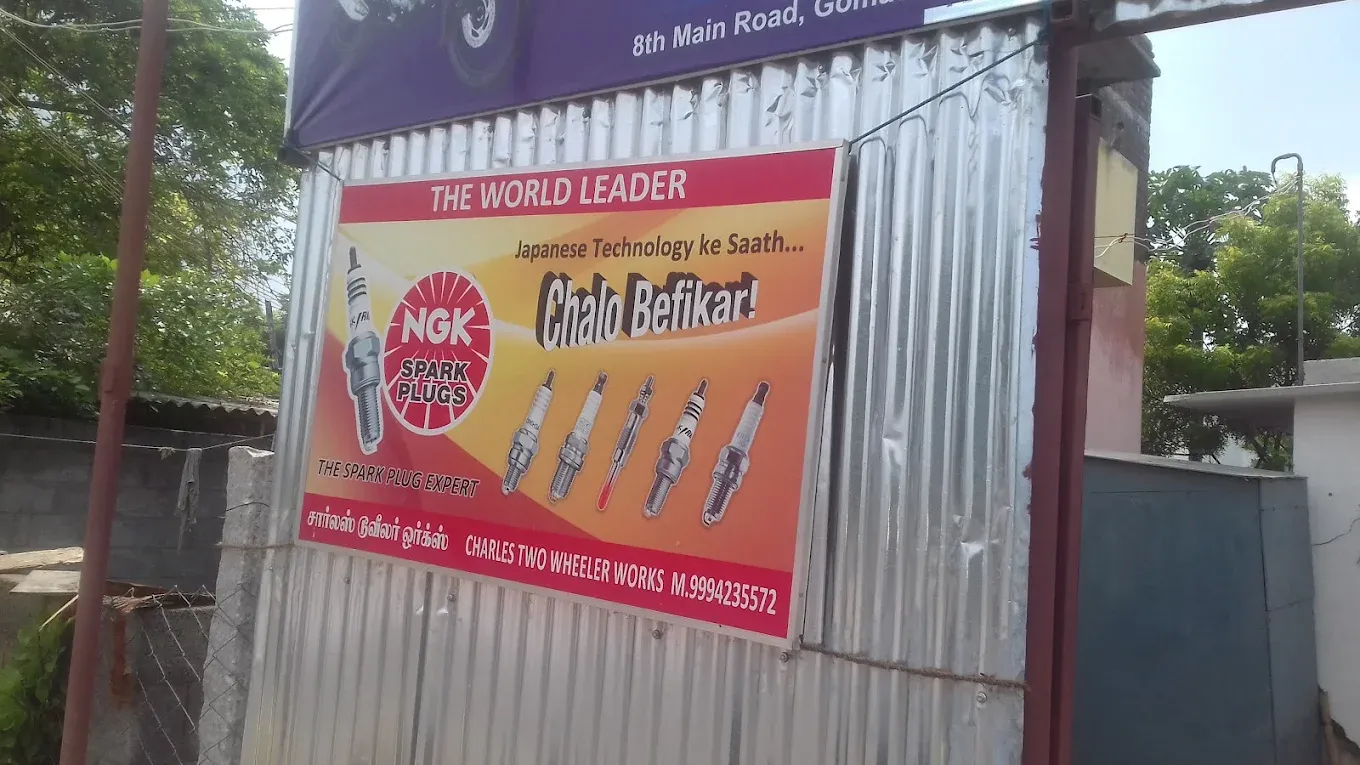 8th Main Road,
THE WORLD LEADER
Japanese Technology ke Saath...
Chalo Befikar!
NGK
SPARK
PLUGS
THE SPARK PLUG EXPERT
சார்லஸ் டூவீலர் ஒர்க்ஸ் CHARLES TWO WHEELER WORKS M.9994235572